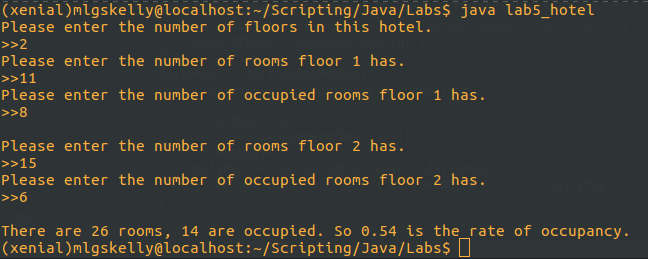 (xenial)mlgskelly@localhost:~/Scripting/Java/Labs$ java lab5_hotel
Please enter the number of floors in this hotel.
>>2
Please enter the number of rooms floor 1 has.
>>11
Please enter the number of occupied rooms floor 1 has.
>>8
Please enter the number of rooms floor 2 has.
>>15
Please enter the number of occupied rooms floor 2 has.
>>6
There are 26 rooms, 14 are occupied. So 0.54 is the rate of occupancy.
(xenial)mlgskelly@localhost:~/Scripting/Java/Labs$